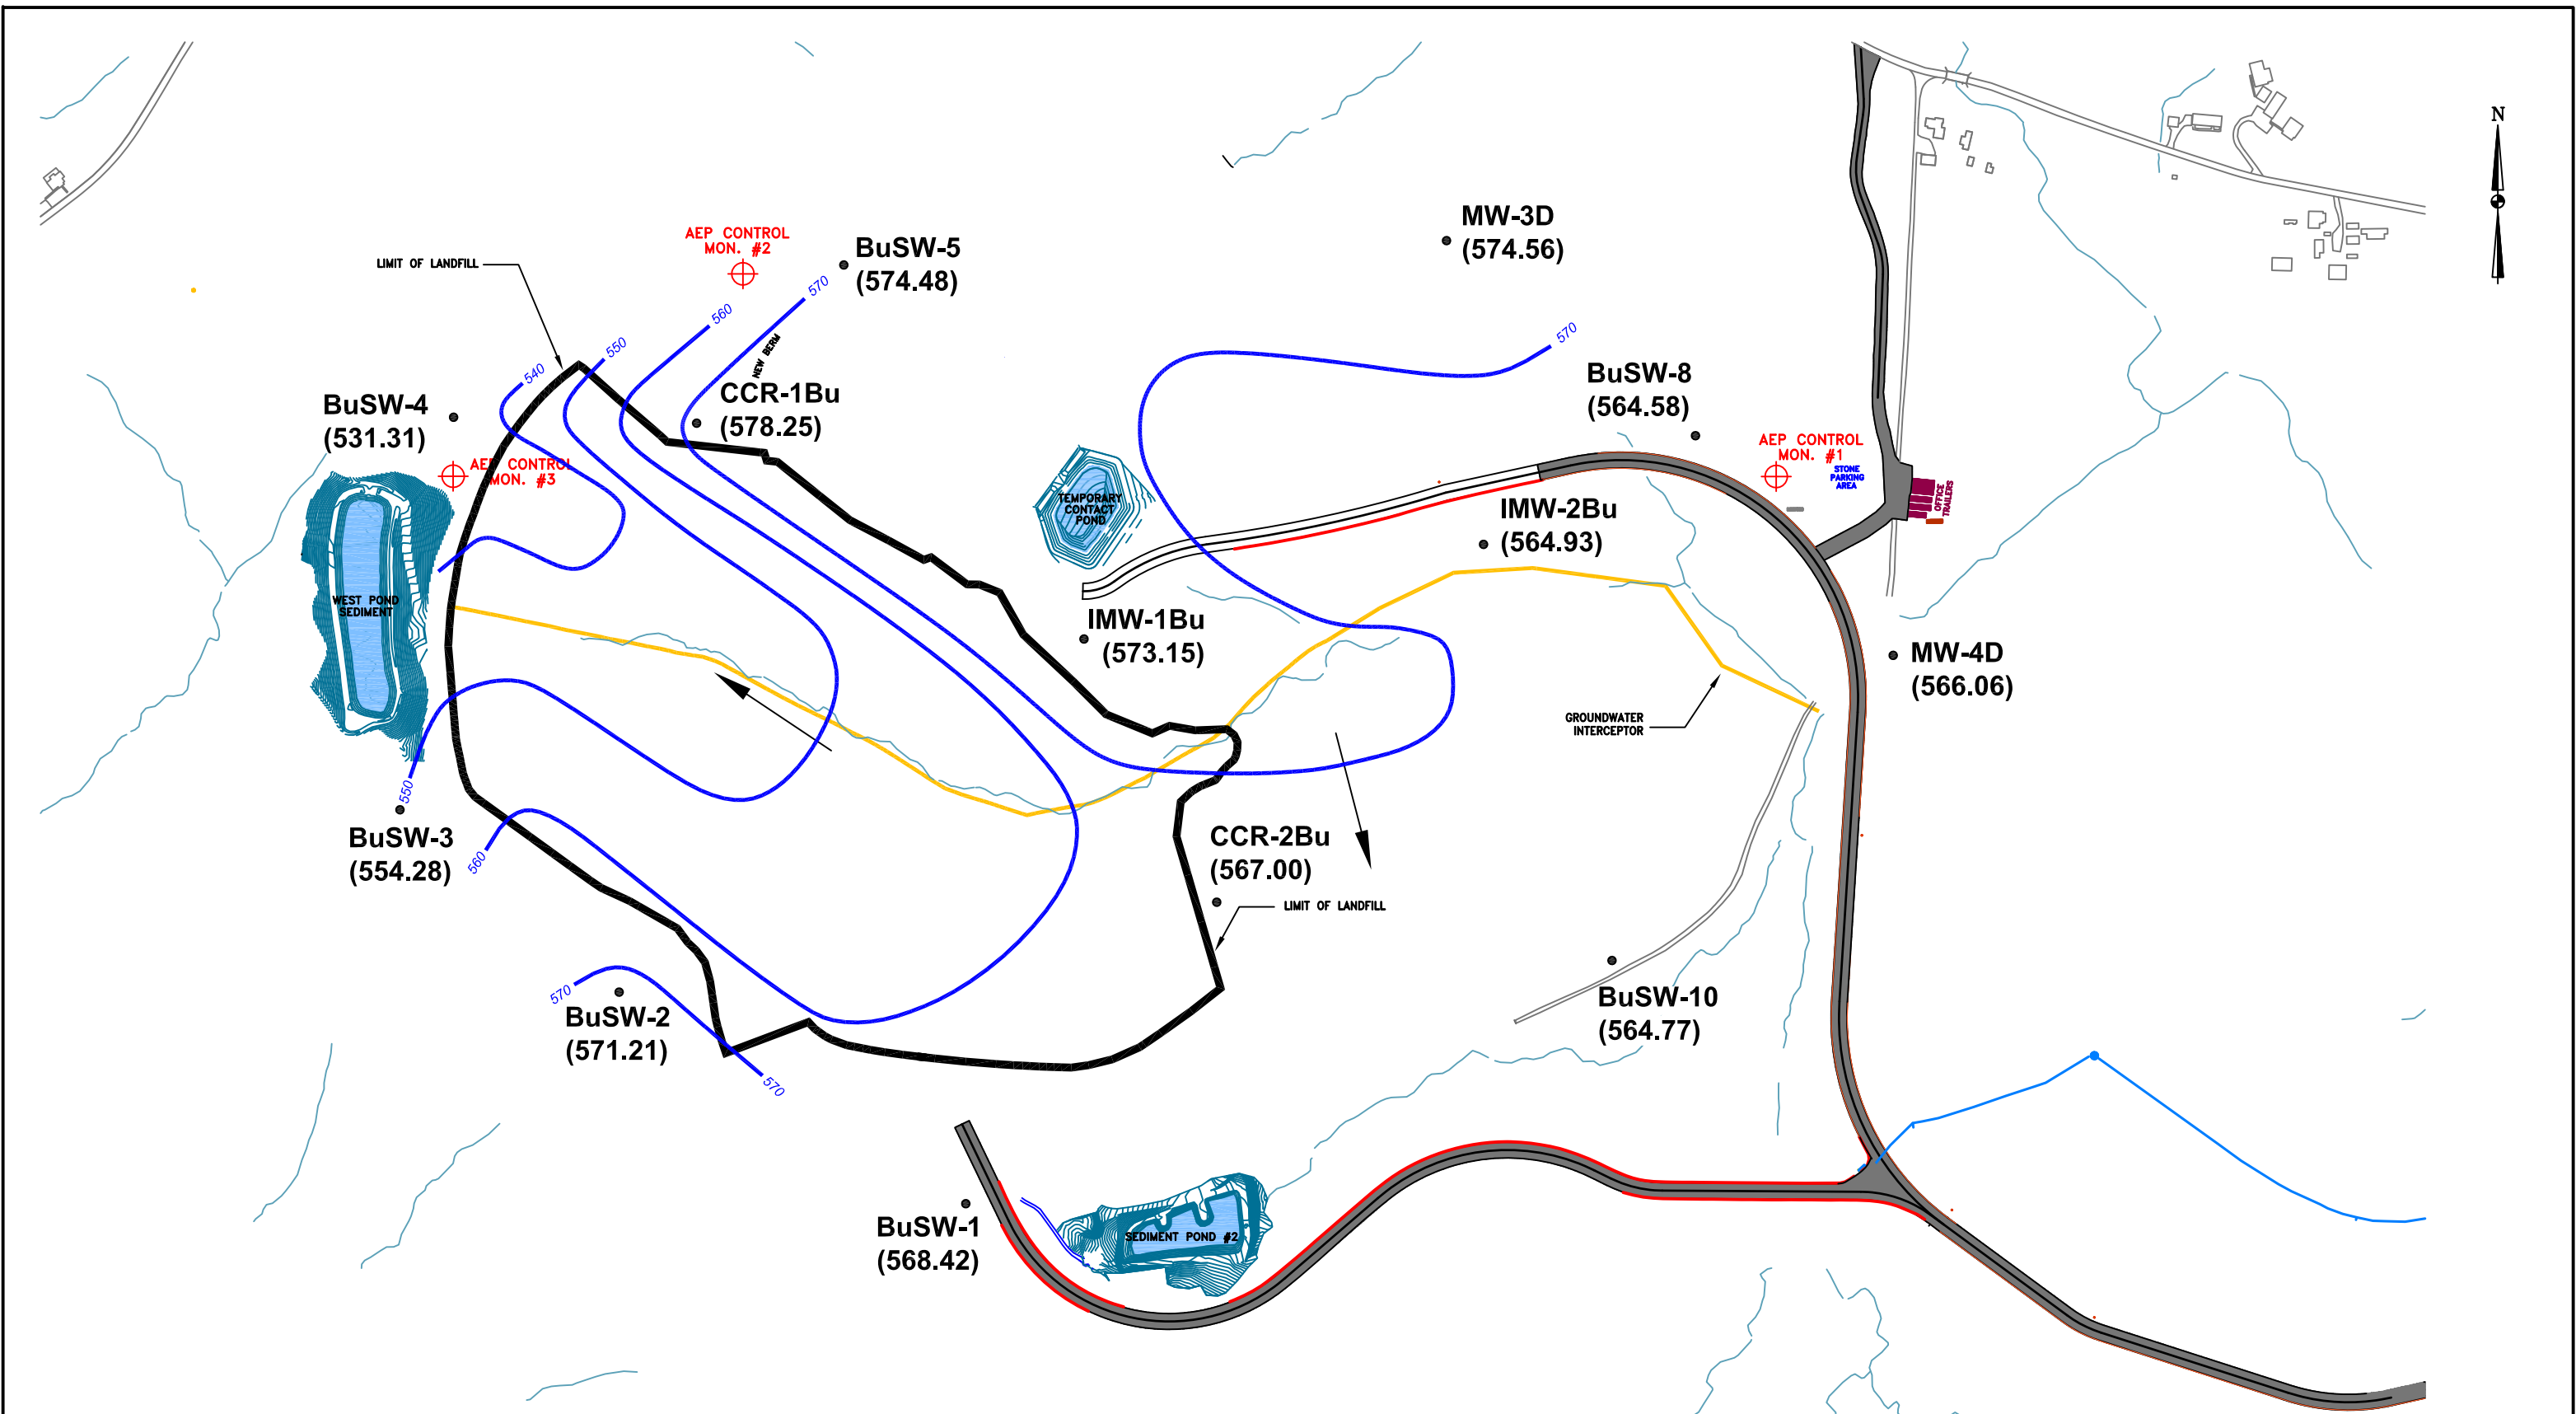 N
MW-3D
(574.56)
AEP CONTROL
MON. #2
BuSW-5
(574.48)
LIMIT OF LANDFILL
570
560
550
540
NEW BERM
570
BuSW-8
(564.58)
BuSW-4
(531.31)
CCR-1Bu
(578.25)
AEP CONTROL
MON. #1
STONE
PARKING
AREA
OFFICE
TRAILERS
AEP CONTROL
MON. #3
TEMPORARY
CONTACT
POND
IMW-2Bu
(564.93)
WEST POND
SEDIMENT
IMW-1Bu
(573.15)
MW-4D
(566.06)
GROUNDWATER
INTERCEPTOR
550
BuSW-3
(554.28)
560
CCR-2Bu
(567.00)
LIMIT OF LANDFILL
570
BuSW-2
(571.21)
570
BuSW-10
(564.77)
BuSW-1
(568.42)
SEDIMENT POND #2